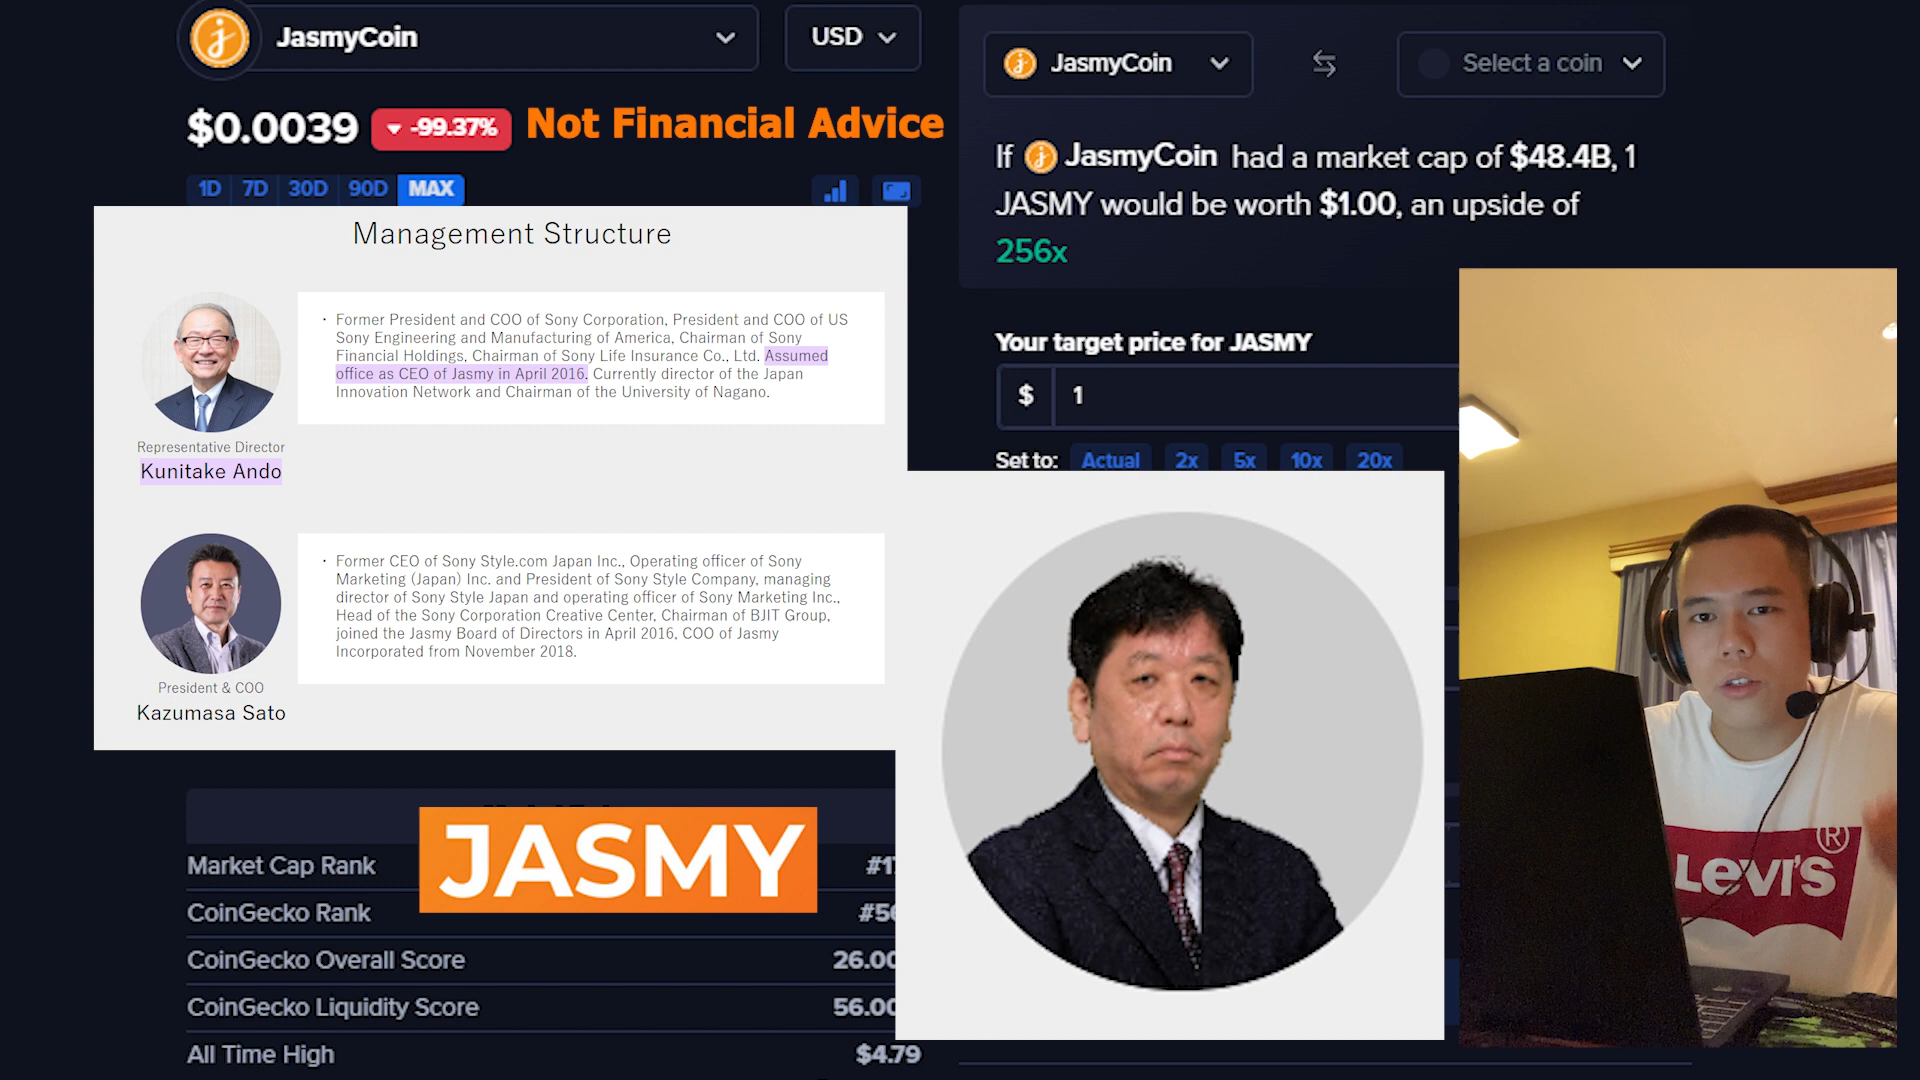 JasmyCoin
USD
$0.0039
-99.37%
Not Financial Advice
1D 7D 30D 90D MAX
Management Structure
・ Former President and COO of Sony Corporation, President and COO of US
Sony Engineering and Manufacturing of America, Chairman of Sony
Financial Holdings, Chairman of Sony Life Insurance Co., Ltd. Assumed
office as CEO of Jasmy in April 2016. Currently director of the Japan
Innovation Network and Chairman of the University of Nagano.
Representative Director
Kunitake Ando
・ Former CEO of Sony Style.com Japan Inc., Operating officer of Sony
Marketing (Japan) Inc. and President of Sony Style Company, managing
director of Sony Style Japan and operating officer of Sony Marketing Inc.,
Head of the Sony Corporation Creative Center, Chairman of BJIT Group,
joined the Jasmy Board of Directors in April 2016, COO of Jasmy
Incorporated from November 2018.
President & COO
Kazumasa Sato
JASMY
Market Cap Rank
CoinGecko Rank
CoinGecko Overall Score 26.00
CoinGecko Liquidity Score 56.00
All Time High $4.79
JasmyCoin
Select a coin
If JasmyCoin had a market cap of $48.4B, 1
JASMY would be worth $1.00, an upside of
256x
Your target price for JASMY
$ 1
Set to: Actual 2x 5x 10x 20x
Levi's ®